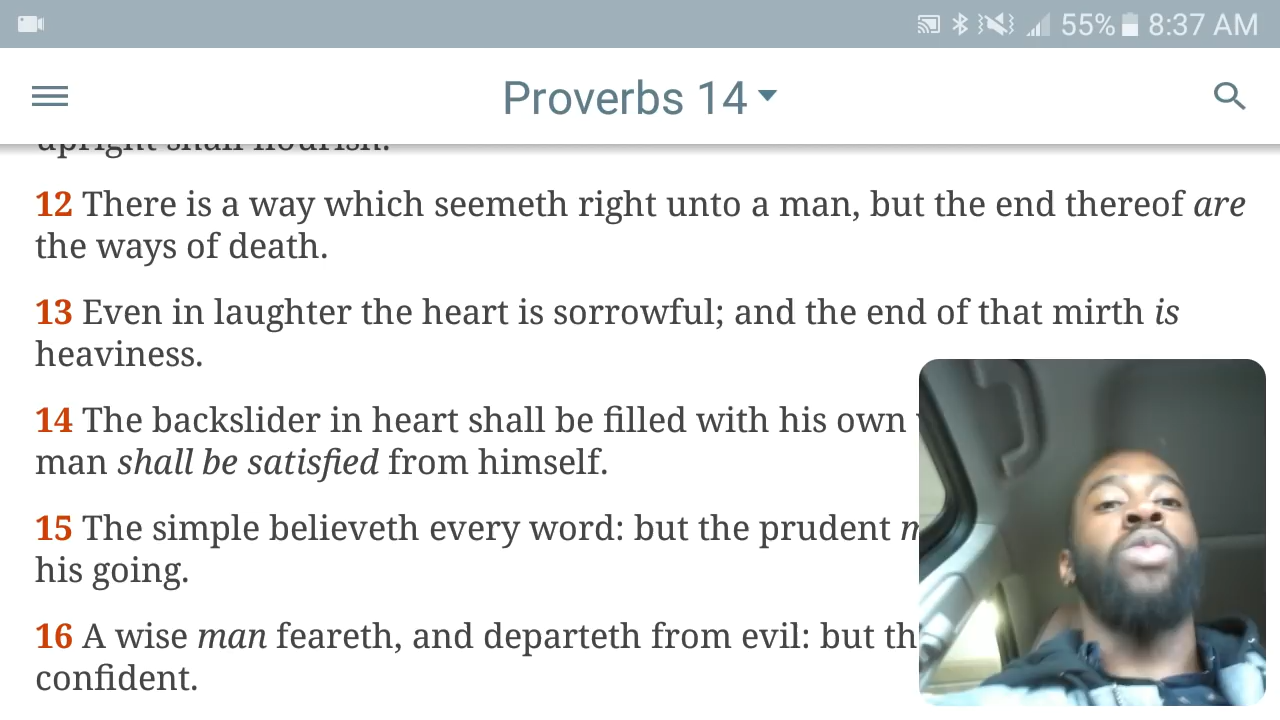 55% 8:37 AM
Proverbs 14
upright shall flourish.
12 There is a way which seemeth right unto a man, but the end thereof are
the ways of death.
13 Even in laughter the heart is sorrowful; and the end of that mirth is
heaviness.
14 The backslider in heart shall be filled with his own
man shall be satisfied from himself.
15 The simple believeth every word: but the prudent
his going.
16 A wise man feareth, and departeth from evil: but th
confident.